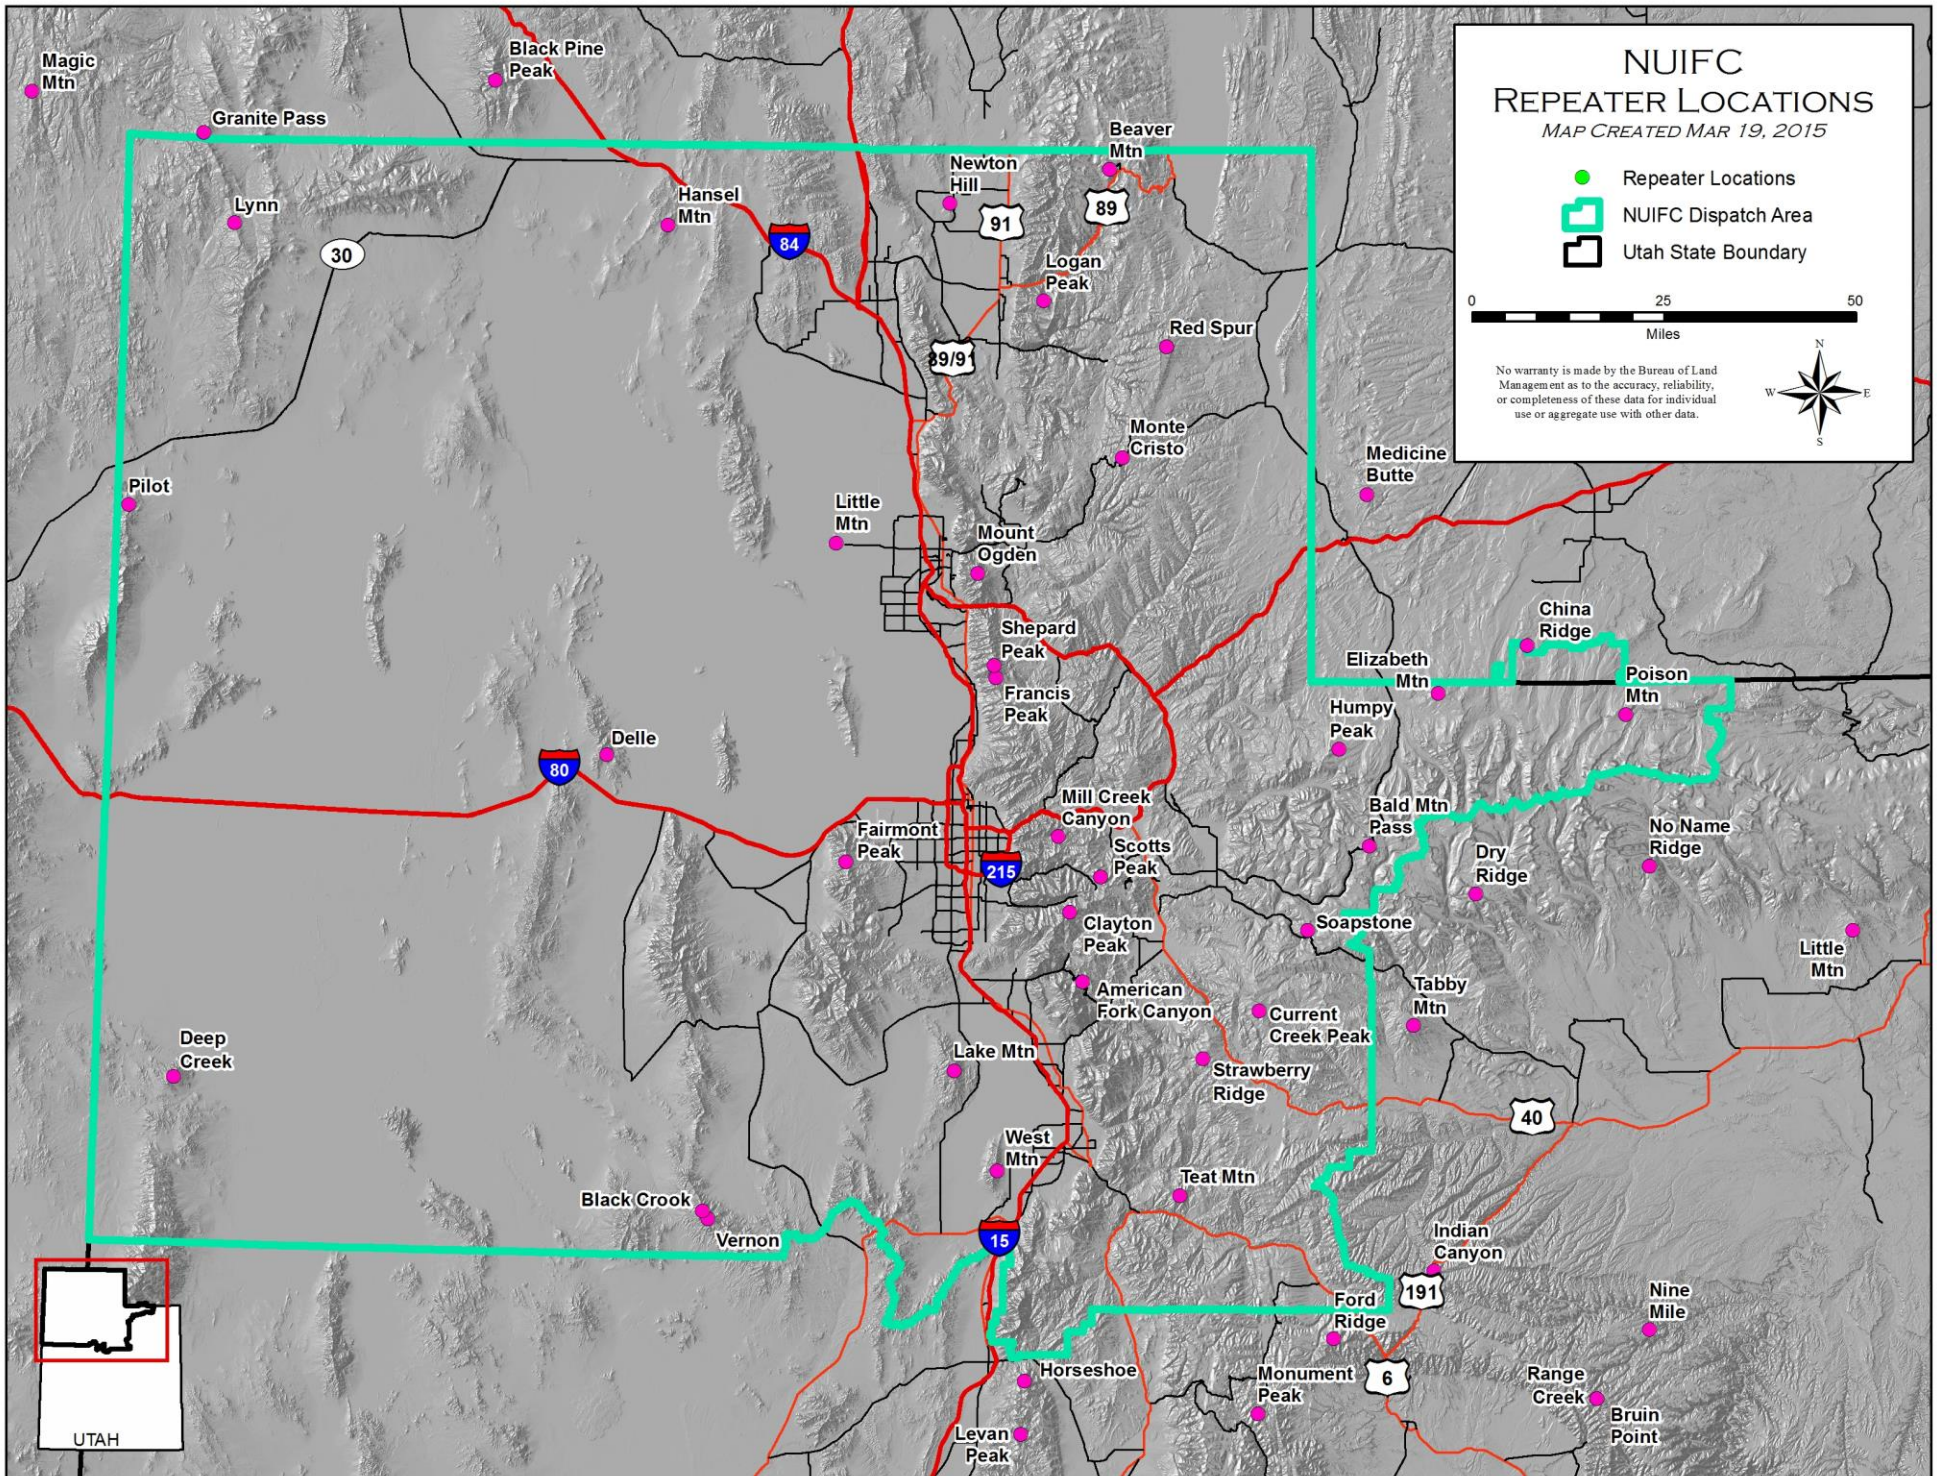 NUIFC
REPEATER LOCATIONS
MAP CREATED MAR 19, 2015
Repeater Locations
NUIFC Dispatch Area
Utah State Boundary
0 25 50
Miles
No warranty is made by the Bureau of Land
Management as to the accuracy, reliability,
or completeness of these data for individual
use or aggregate use with other data.
N
W E
S
Magic
Mtn
Black Pine
Peak
Granite Pass
Lynn
30
Hansel
Mtn
84
Newton
Hill
91
Beaver
Mtn
89
Logan
Peak
89/91
Red Spur
Monte
Cristo
Medicine
Butte
Pilot
Little
Mtn
Mount
Ogden
Shepard
Peak
Francis
Peak
China
Ridge
Elizabeth
Mtn
Poison
Mtn
Humpy
Peak
Delle
80
Mill Creek
Canyon
Bald Mtn
Pass
Fairmont
Peak
215
Scotts
Peak
Dry
Ridge
No Name
Ridge
Clayton
Peak
Soapstone
Little
Mtn
American
Fork Canyon
Tabby
Mtn
Current
Creek Peak
Deep
Creek
Lake Mtn
Strawberry
Ridge
40
West
Mtn
Teat Mtn
Black Crook
Vernon
15
Indian
Canyon
191
Ford
Ridge
Nine
Mile
6
Horseshoe
Monument
Peak
Range
Creek
Bruin
Point
Levan
Peak
UTAH